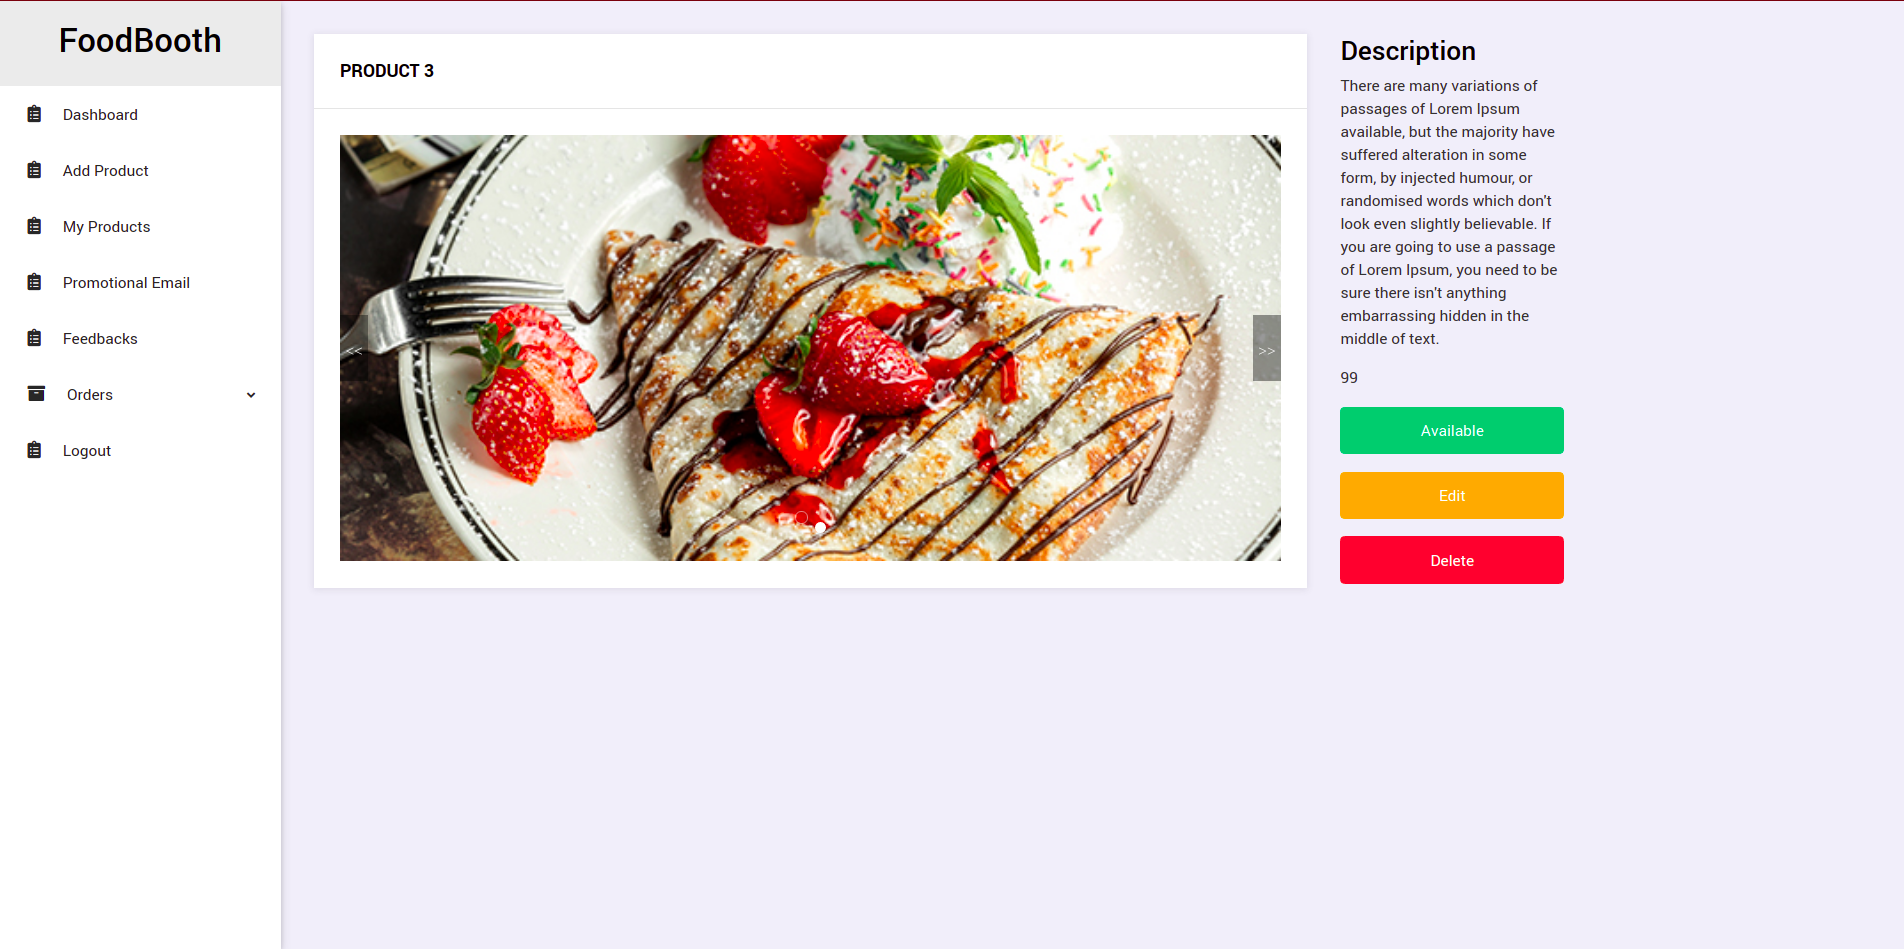 FoodBooth
Dashboard
Add Product
My Products
Promotional Email
Feedbacks
Orders
Logout
PRODUCT 3
<<
>>
Description
There are many variations of
passages of Lorem Ipsum
available, but the majority have
suffered alteration in some
form, by injected humour, or
randomised words which don't
look even slightly believable. If
you are going to use a passage
of Lorem Ipsum, you need to be
sure there isn't anything
embarrassing hidden in the
middle of text.
99
Available
Edit
Delete